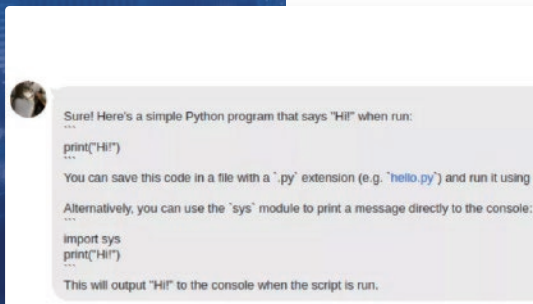 Sure! Here's a simple Python program that says "Hi!" when run:
```
print("Hi!")
```
You can save this code in a file with a `.py` extension (e.g. `hello.py`) and run it using
Alternatively, you can use the `sys` module to print a message directly to the console:
```
import sys
print("Hi!")
```
This will output "Hi!" to the console when the script is run.